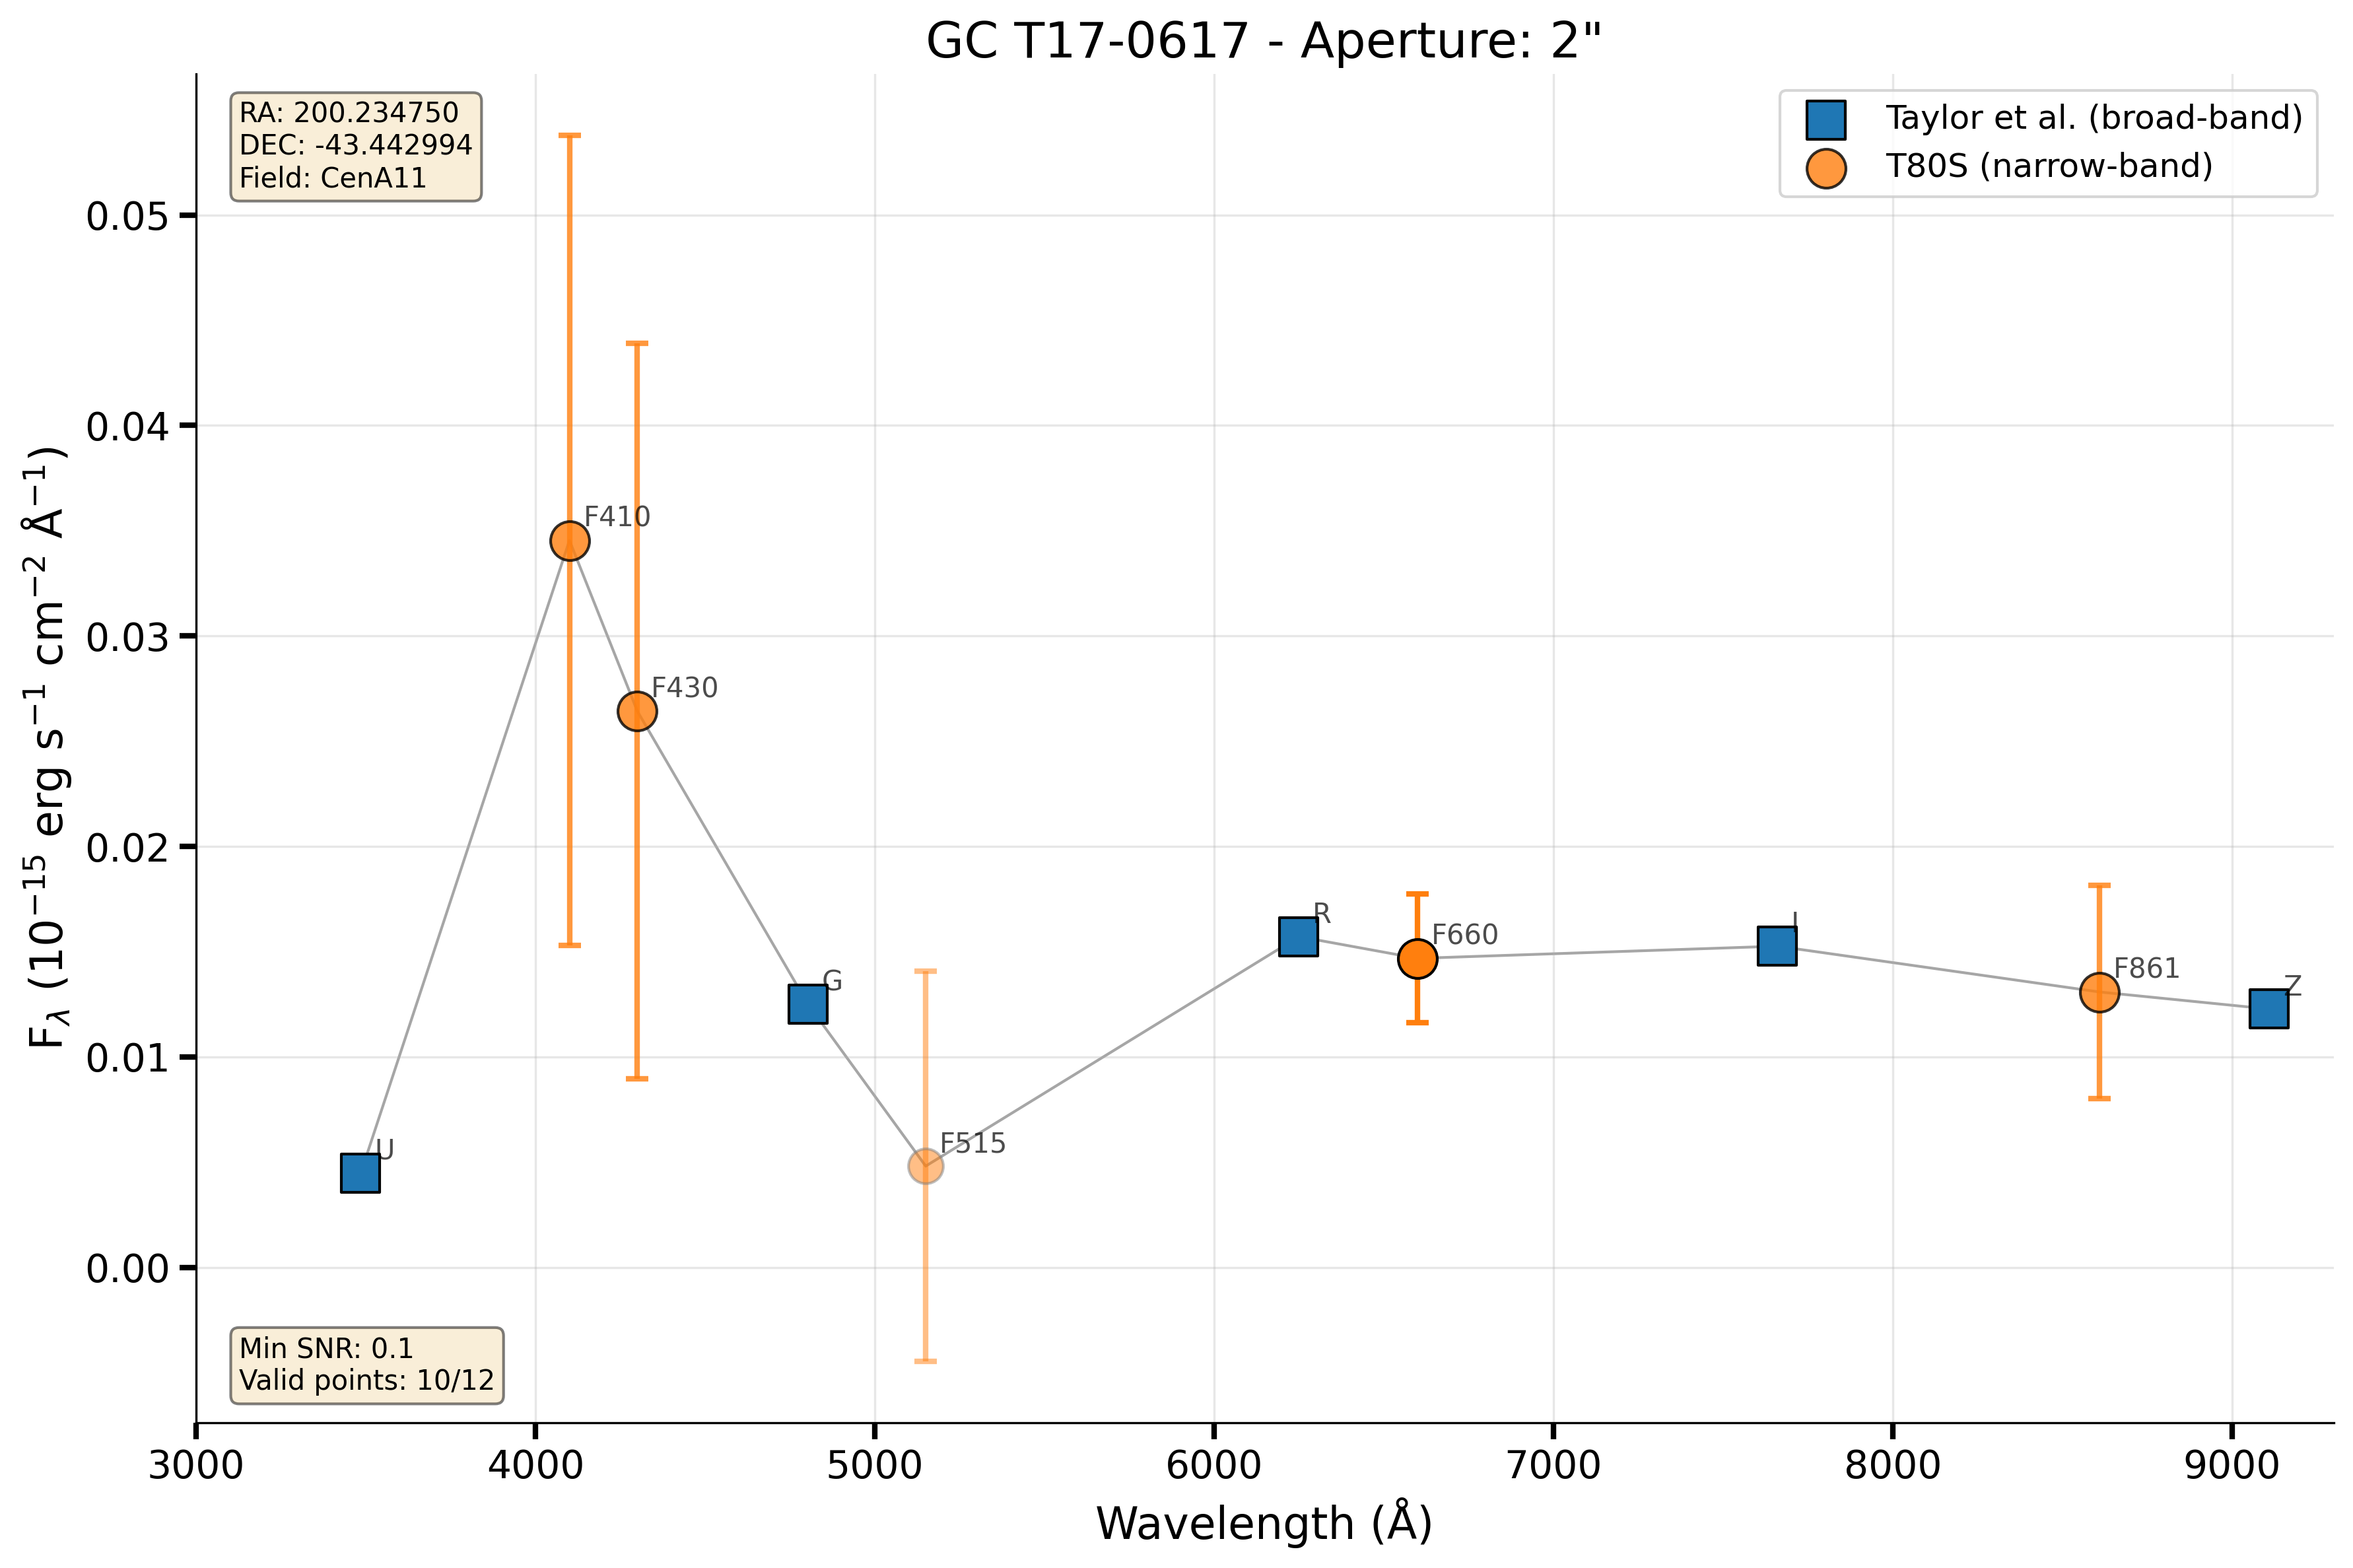 GC T17-0617 - Aperture: 2"
RA: 200.234750
DEC: -43.442994
Field: CenA11
Taylor et al. (broad-band)
T80S (narrow-band)
F410
F430
G
F515
U
R
F660
I
F861
Z
Min SNR: 0.1
Valid points: 10/12
0.05
0.04
0.03
0.02
0.01
0.00
F_λ (10⁻¹⁵ erg s⁻¹ cm⁻² Å⁻¹)
3000 4000 5000 6000 7000 8000 9000
Wavelength (Å)